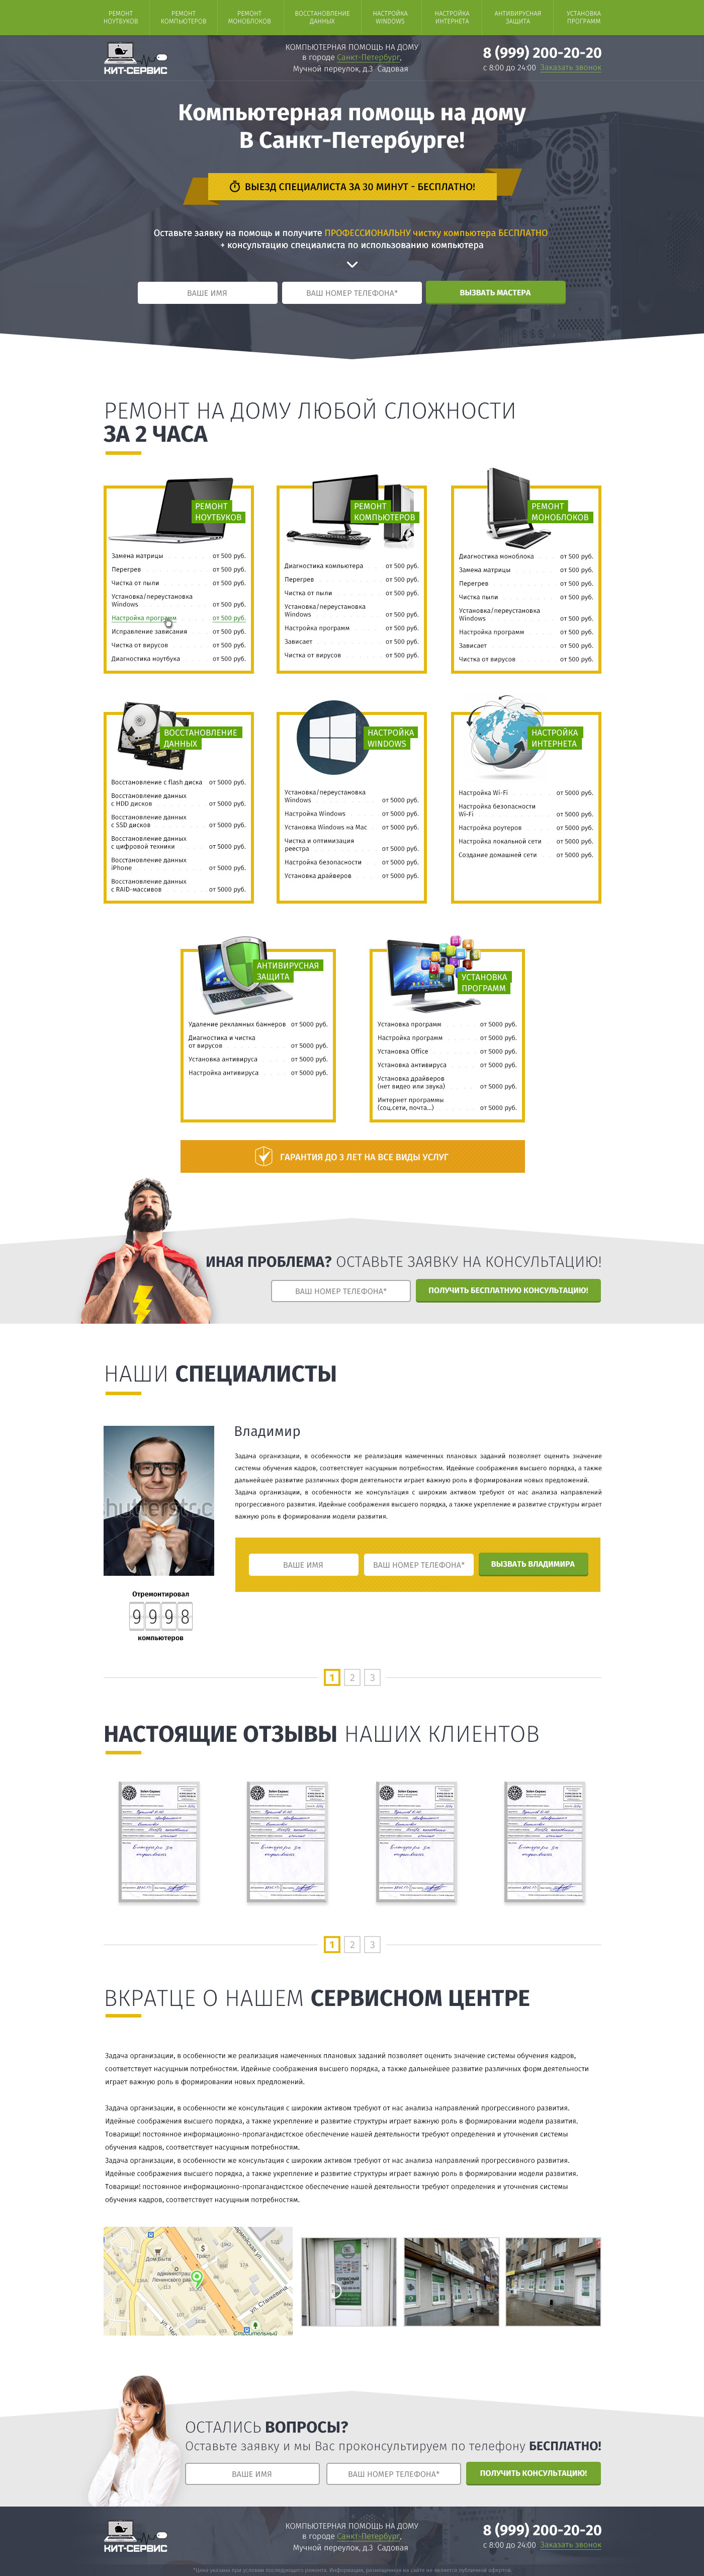 РЕМОНТ НОУТБУКОВ
РЕМОНТ КОМПЬЮТЕРОВ
РЕМОНТ МОНОБЛОКОВ
ВОССТАНОВЛЕНИЕ ДАННЫХ
НАСТРОЙКА WINDOWS
НАСТРОЙКА ИНТЕРНЕТА
АНТИВИРУСНАЯ ЗАЩИТА
УСТАНОВКА ПРОГРАММ
КИТ-СЕРВИС
КОМПЬЮТЕРНАЯ ПОМОЩЬ НА ДОМУ
в городе Санкт-Петербург,
Мучной переулок, д.3 Садовая
8 (999) 200-20-20
с 8:00 до 24:00 Заказать звонок
Компьютерная помощь на дому
В Санкт-Петербурге!
ВЫЕЗД СПЕЦИАЛИСТА ЗА 30 МИНУТ - БЕСПЛАТНО!
Оставьте заявку на помощь и получите ПРОФЕССИОНАЛЬНУ чистку компьютера БЕСПЛАТНО
+ консультацию специалиста по использованию компьютера
ВАШЕ ИМЯ
ВАШ НОМЕР ТЕЛЕФОНА*
ВЫЗВАТЬ МАСТЕРА
РЕМОНТ НА ДОМУ ЛЮБОЙ СЛОЖНОСТИ
ЗА 2 ЧАСА
РЕМОНТ
НОУТБУКОВ
Замена матрицы от 500 руб.
Перегрев от 500 руб.
Чистка от пыли от 500 руб.
Установка/переустановка
Windows от 500 руб.
Настройка программ от 500 руб.
Исправление зависания от 500 руб.
Чистка от вирусов от 500 руб.
Диагностика ноутбука от 500 руб.
РЕМОНТ
КОМПЬЮТЕРОВ
Диагностика компьютера от 500 руб.
Перегрев от 500 руб.
Чистка от пыли от 500 руб.
Установка/переустановка
Windows от 500 руб.
Настройка программ от 500 руб.
Зависает от 500 руб.
Чистка от вирусов от 500 руб.
РЕМОНТ
МОНОБЛОКОВ
Диагностика моноблока от 500 руб.
Замена матрицы от 500 руб.
Перегрев от 500 руб.
Чистка пыли от 500 руб.
Установка/переустановка
Windows от 500 руб.
Настройка программ от 500 руб.
Зависает от 500 руб.
Чистка от вирусов от 500 руб.
ВОССТАНОВЛЕНИЕ
ДАННЫХ
Восстановление с flash диска от 5000 руб.
Восстановление данных
с HDD дисков от 5000 руб.
Восстановление данных
с SSD дисков от 5000 руб.
Восстановление данных
с цифровой техники от 5000 руб.
Восстановление данных
iPhone от 5000 руб.
Восстановление данных
с RAID-массивов от 5000 руб.
НАСТРОЙКА
WINDOWS
Установка/переустановка
Windows от 5000 руб.
Настройка Windows от 5000 руб.
Установка Windows на Mac от 5000 руб.
Чистка и оптимизация
реестра от 5000 руб.
Настройка безопасности от 5000 руб.
Установка драйверов от 5000 руб.
НАСТРОЙКА
ИНТЕРНЕТА
Настройка Wi-Fi от 5000 руб.
Настройка безопасности
Wi-Fi от 5000 руб.
Настройка роутеров от 5000 руб.
Настройка локальной сети от 5000 руб.
Создание домашней сети от 5000 руб.
АНТИВИРУСНАЯ
ЗАЩИТА
Удаление рекламных баннеров от 5000 руб.
Диагностика и чистка
от вирусов от 5000 руб.
Установка антивируса от 5000 руб.
Настройка антивируса от 5000 руб.
УСТАНОВКА
ПРОГРАММ
Установка программ от 5000 руб.
Настройка программ от 5000 руб.
Установка Office от 5000 руб.
Установка антивируса от 5000 руб.
Установка драйверов
(нет видео или звука) от 5000 руб.
Интернет программы
(соц.сети, почта...) от 5000 руб.
ГАРАНТИЯ ДО 3 ЛЕТ НА ВСЕ ВИДЫ УСЛУГ
ИНАЯ ПРОБЛЕМА? ОСТАВЬТЕ ЗАЯВКУ НА КОНСУЛЬТАЦИЮ!
ВАШ НОМЕР ТЕЛЕФОНА*
ПОЛУЧИТЬ БЕСПЛАТНУЮ КОНСУЛЬТАЦИЮ!
НАШИ СПЕЦИАЛИСТЫ
Владимир
Задача организации, в особенности же реализация намеченных плановых заданий позволяет оценить значение
системы обучения кадров, соответствует насущным потребностям. Идейные соображения высшего порядка, а также
дальнейшее развитие различных форм деятельности играет важную роль в формировании новых предложений.
Задача организации, в особенности же консультация с широким активом требуют от нас анализа направлений
прогрессивного развития. Идейные соображения высшего порядка, а также укрепление и развитие структуры играет
важную роль в формировании модели развития.
ВАШЕ ИМЯ
ВАШ НОМЕР ТЕЛЕФОНА*
ВЫЗВАТЬ ВЛАДИМИРА
Отремонтировал
9998
компьютеров
1 2 3
НАСТОЯЩИЕ ОТЗЫВЫ НАШИХ КЛИЕНТОВ
1 2 3
ВКРАТЦЕ О НАШЕМ СЕРВИСНОМ ЦЕНТРЕ
Задача организации, в особенности же реализация намеченных плановых заданий позволяет оценить значение системы обучения кадров,
соответствует насущным потребностям. Идейные соображения высшего порядка, а также дальнейшее развитие различных форм деятельности
играет важную роль в формировании новых предложений.
Задача организации, в особенности же консультация с широким активом требуют от нас анализа направлений прогрессивного развития.
Идейные соображения высшего порядка, а также укрепление и развитие структуры играет важную роль в формировании модели развития.
Товарищи! постоянное информационно-пропагандистское обеспечение нашей деятельности требуют определения и уточнения системы
обучения кадров, соответствует насущным потребностям.
Задача организации, в особенности же консультация с широким активом требуют от нас анализа направлений прогрессивного развития.
Идейные соображения высшего порядка, а также укрепление и развитие структуры играет важную роль в формировании модели развития.
Товарищи! постоянное информационно-пропагандистское обеспечение нашей деятельности требуют определения и уточнения системы
обучения кадров, соответствует насущным потребностям.
Дом Быта
Траст
ул. Станкевича
ОСТАЛИСЬ ВОПРОСЫ?
Оставьте заявку и мы Вас проконсультируем по телефону БЕСПЛАТНО!
ВАШЕ ИМЯ
ВАШ НОМЕР ТЕЛЕФОНА*
ПОЛУЧИТЬ КОНСУЛЬТАЦИЮ!
КИТ-СЕРВИС
КОМПЬЮТЕРНАЯ ПОМОЩЬ НА ДОМУ
в городе Санкт-Петербург,
Мучной переулок, д.3 Садовая
8 (999) 200-20-20
с 8:00 до 24:00 Заказать звонок
*Цена указана при условии последующего ремонта. Информация, размещенная на сайте не является публичной офертой.